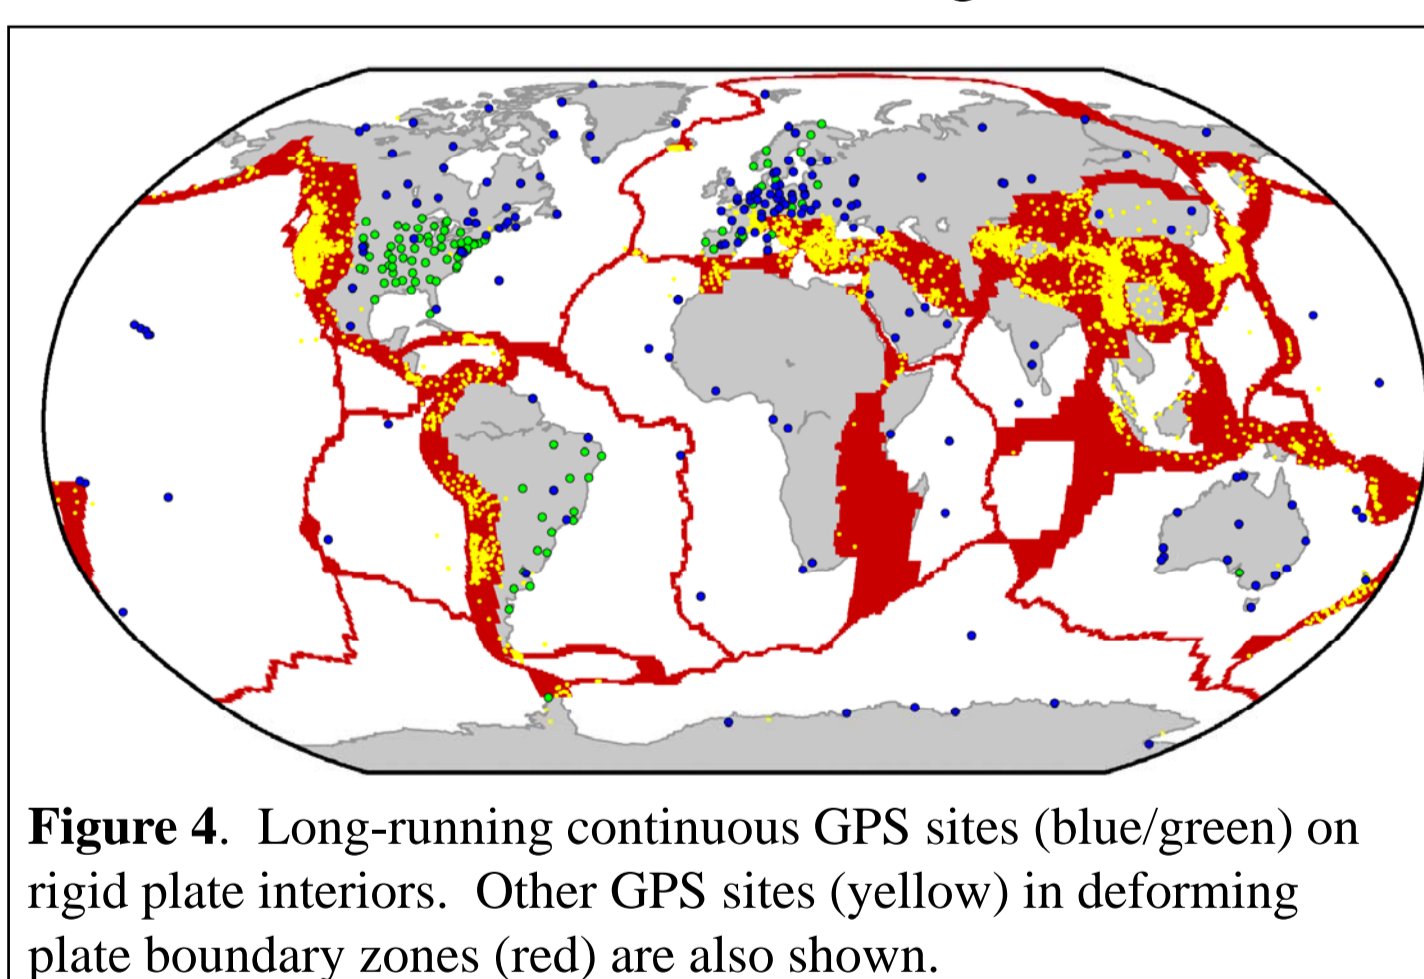 Figure 4. Long-running continuous GPS sites (blue/green) on
rigid plate interiors. Other GPS sites (yellow) in deforming
plate boundary zones (red) are also shown.